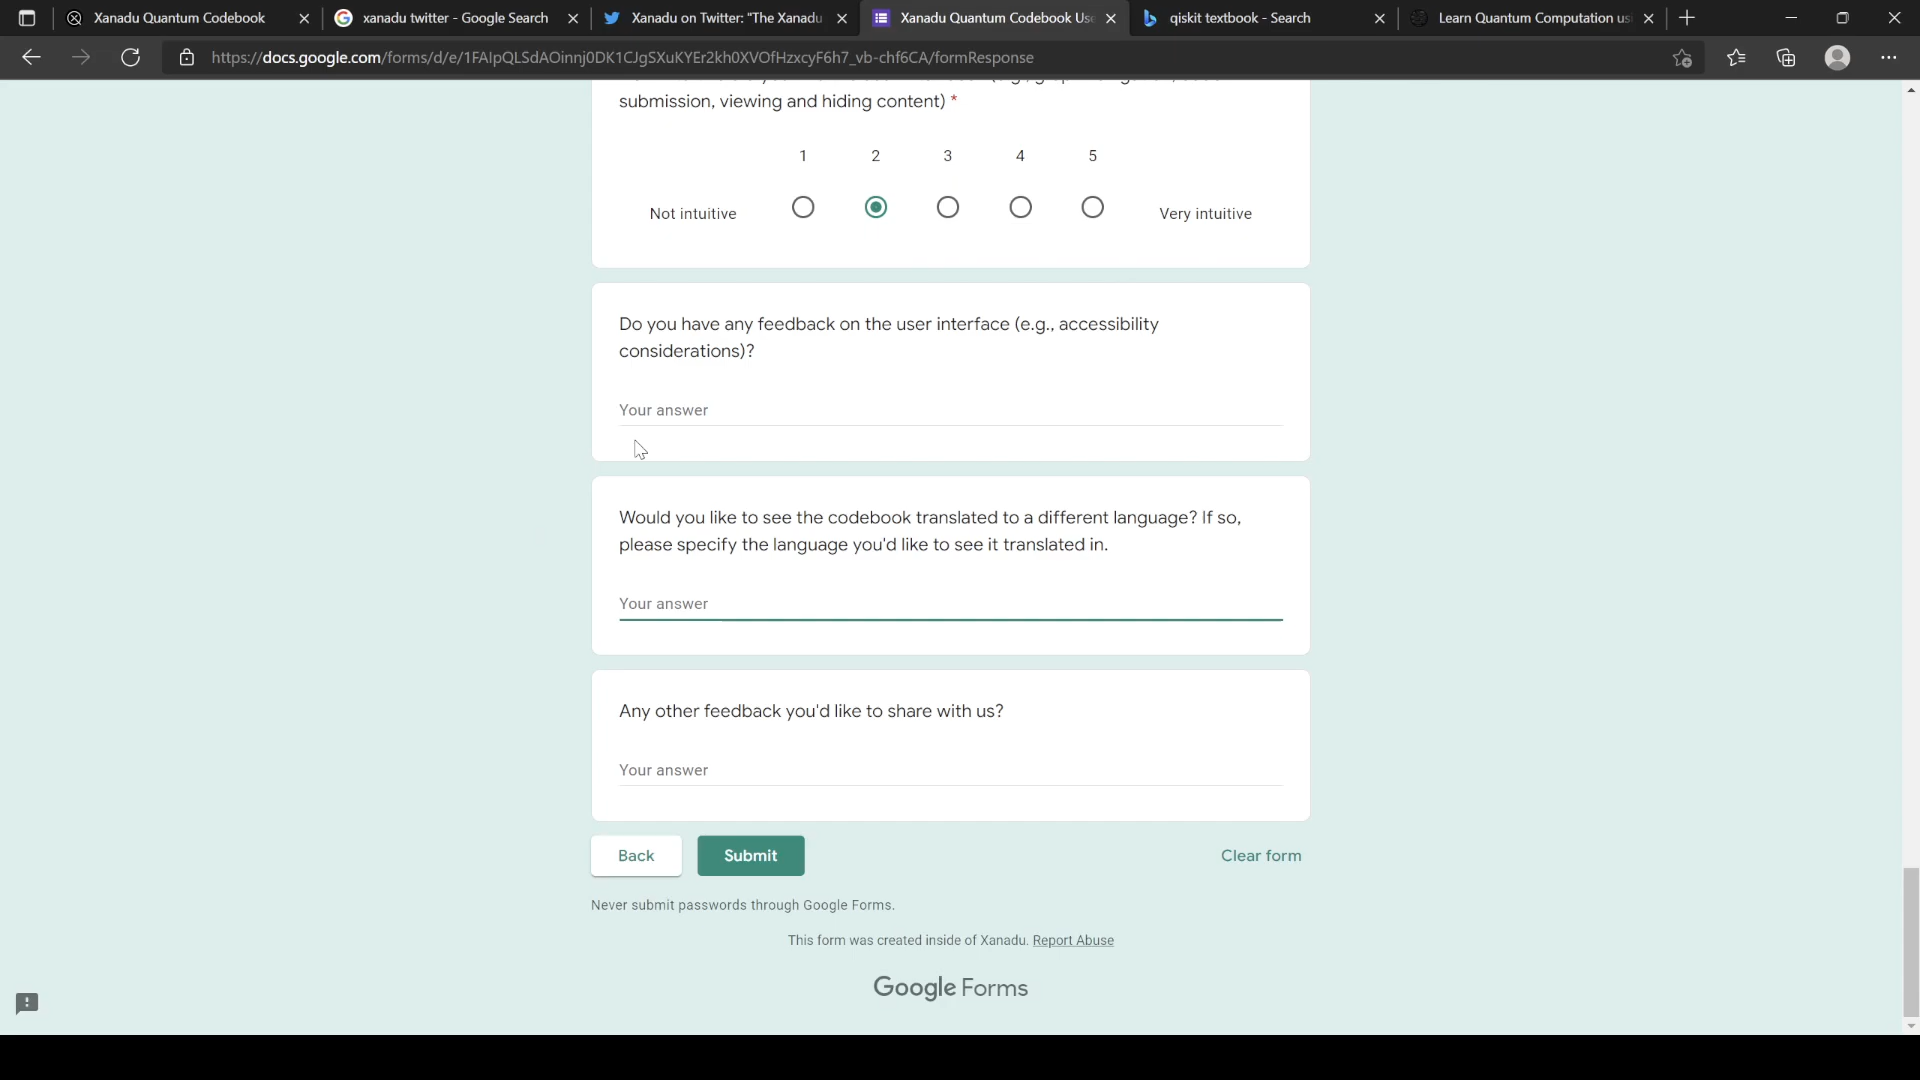 Xanadu Quantum Codebook
xanadu twitter - Google Search
Xanadu on Twitter: "The Xanadu
Xanadu Quantum Codebook Use
qiskit textbook - Search
Learn Quantum Computation us
https://docs.google.com/forms/d/e/1FAIpQLSdAOinnj0DK1CJgSXuKYEr2kh0XVOfHzxcyF6h7_vb-chf6CA/formResponse
submission, viewing and hiding content) *
1 2 3 4 5
Not intuitive Very intuitive
Do you have any feedback on the user interface (e.g., accessibility
considerations)?
Your answer
Would you like to see the codebook translated to a different language? If so,
please specify the language you'd like to see it translated in.
Your answer
Any other feedback you'd like to share with us?
Your answer
Back Submit Clear form
Never submit passwords through Google Forms.
This form was created inside of Xanadu. Report Abuse
Google Forms